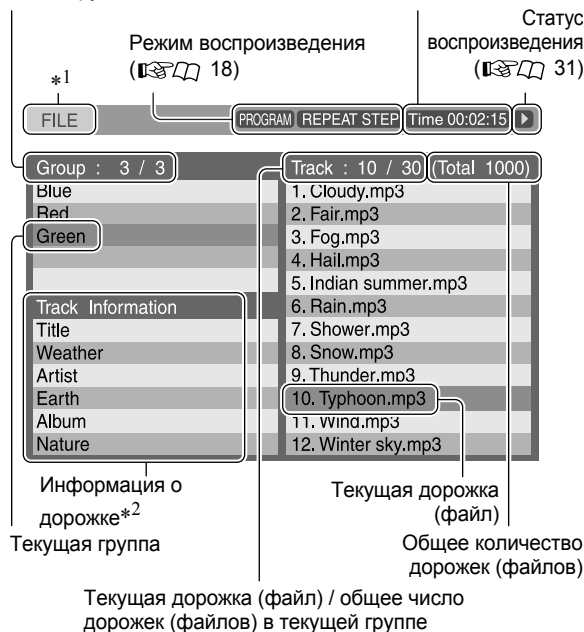 Статус
Режим воспроизведения
воспроизведения
( 18)
( 31)
*1
FILE
PROGRAM REPEAT STEP Time 00:02:15
Group : 3 / 3
Track : 10 / 30 (Total 1000)
Blue
Red
Green
Track Information
Title
Weather
Artist
Earth
Album
Nature
1. Cloudy.mp3
2. Fair.mp3
3. Fog.mp3
4. Hail.mp3
5. Indian summer.mp3
6. Rain.mp3
7. Shower.mp3
8. Snow.mp3
9. Thunder.mp3
10. Typhoon.mp3
11. Wind.mp3
12. Winter sky.mp3
Информация о
дорожке*2
Текущая группа
Текущая дорожка
(файл)
Общее количество
дорожек (файлов)
Текущая дорожка (файл) / общее число
дорожек (файлов) в текущей группе